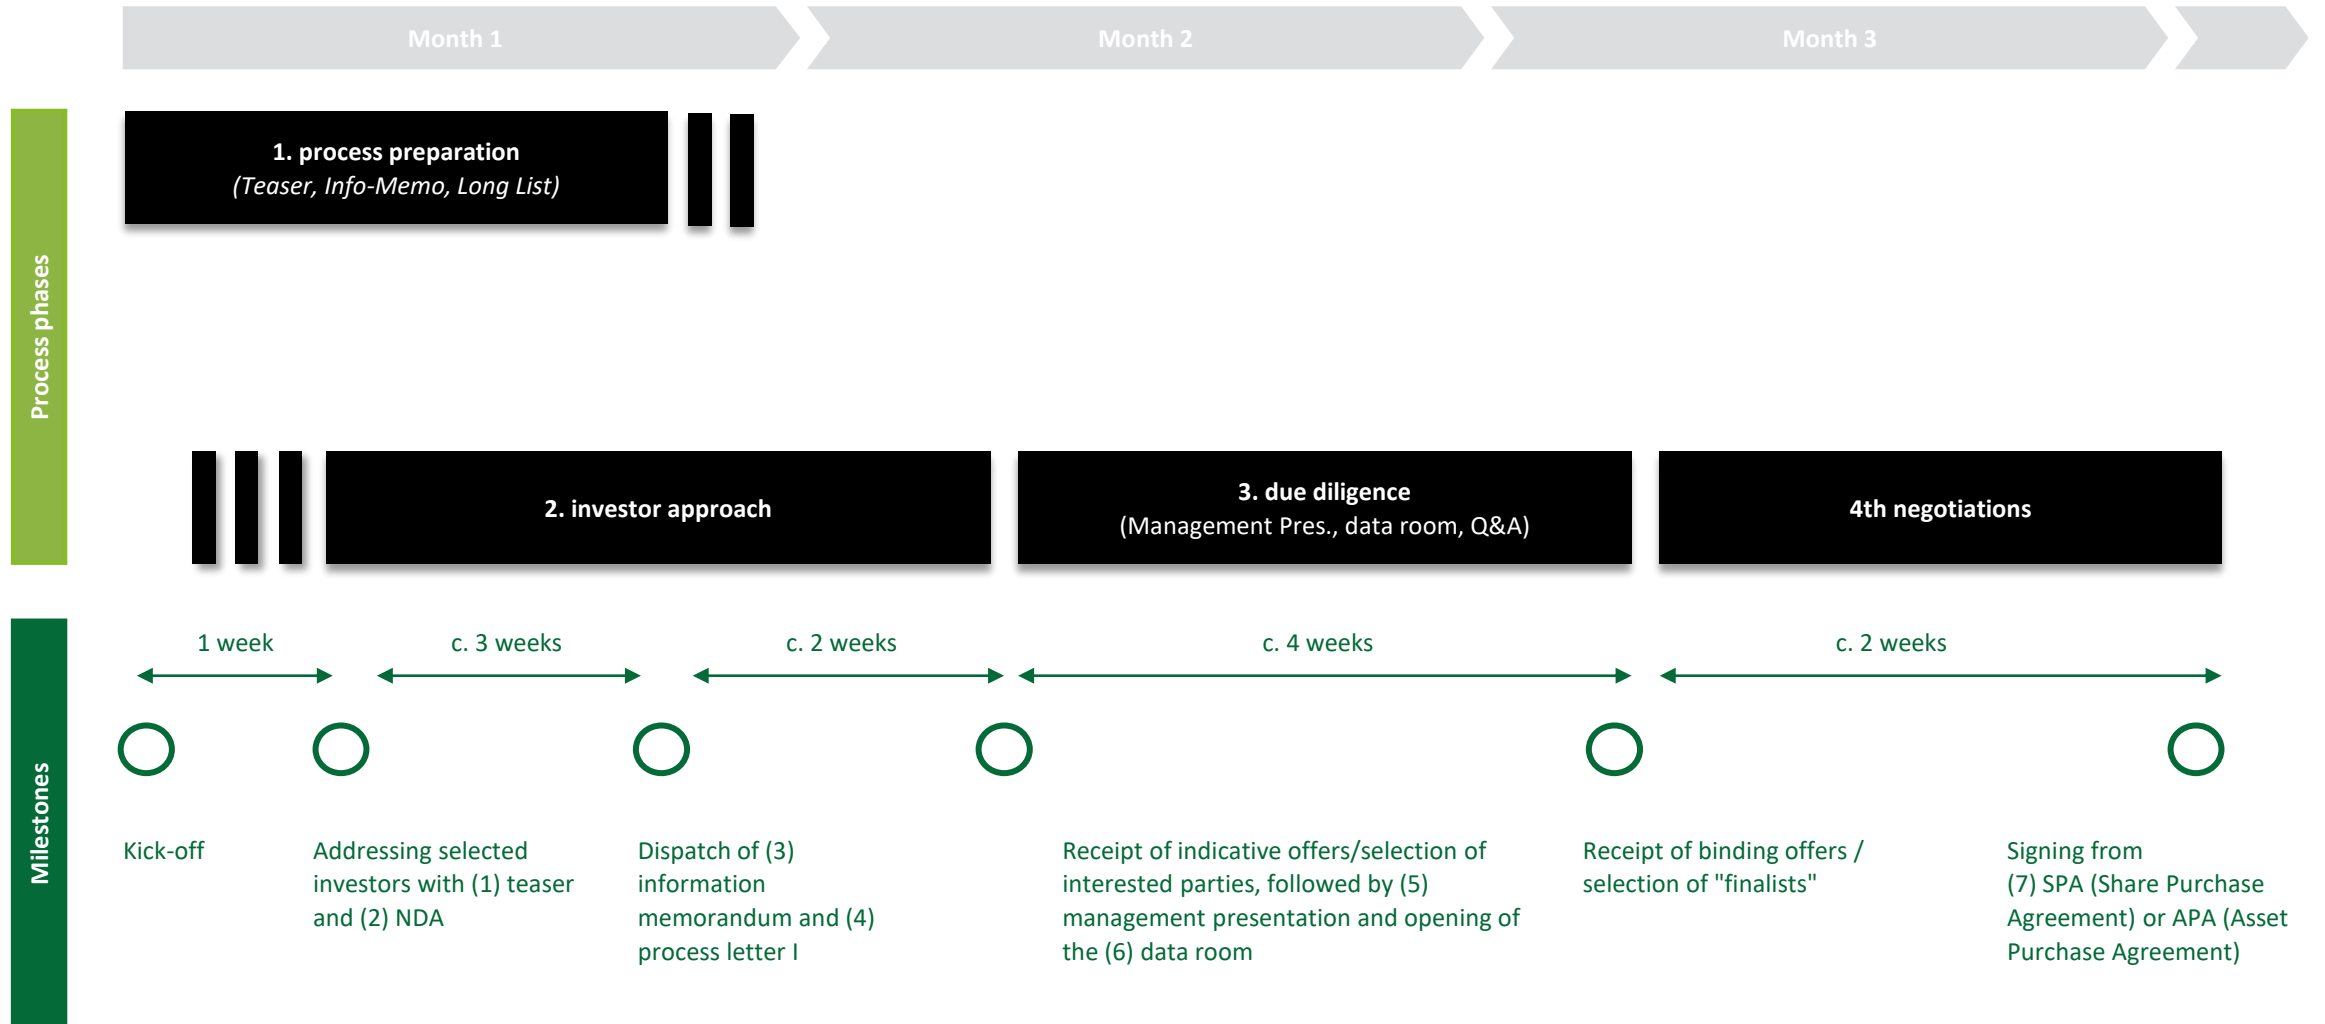 Month 1
Month 2
Month 3
Process phases
1. process preparation
(Teaser, Info-Memo, Long List)
2. investor approach
3. due diligence
(Management Pres., data room, Q&A)
4th negotiations
Milestones
1 week
c. 3 weeks
c. 2 weeks
c. 4 weeks
c. 2 weeks
Kick-off
Addressing selected
investors with (1) teaser
and (2) NDA
Dispatch of (3)
information
memorandum and (4)
process letter I
Receipt of indicative offers/selection of
interested parties, followed by (5)
management presentation and opening of
the (6) data room
Receipt of binding offers /
selection of "finalists"
Signing from
(7) SPA (Share Purchase
Agreement) or APA (Asset
Purchase Agreement)